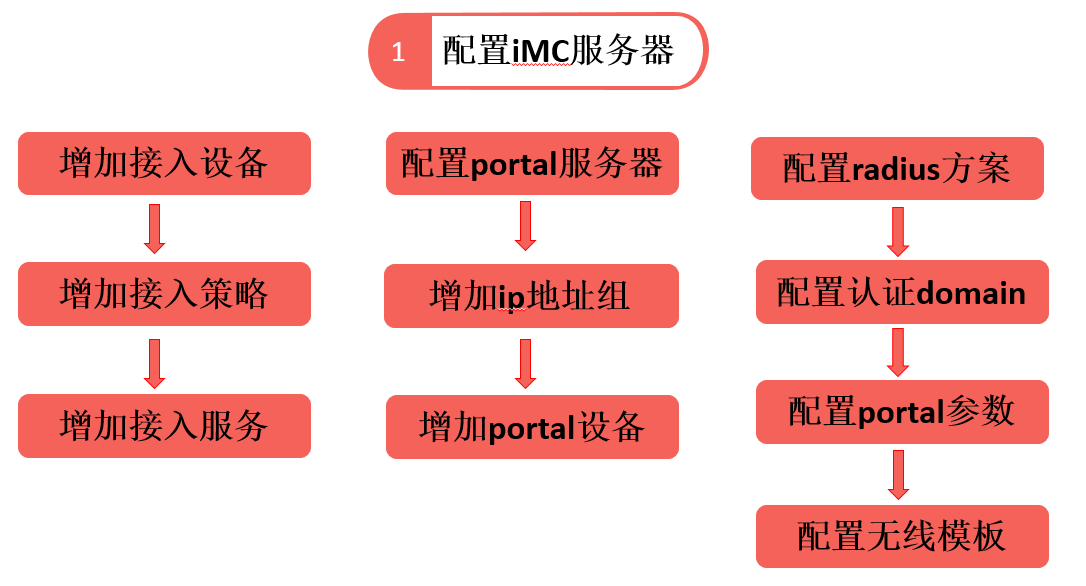 1
配置iMC服务器
增加接入设备
增加接入策略
增加接入服务
配置portal服务器
增加ip地址组
增加portal设备
配置radius方案
配置认证domain
配置portal参数
配置无线模板